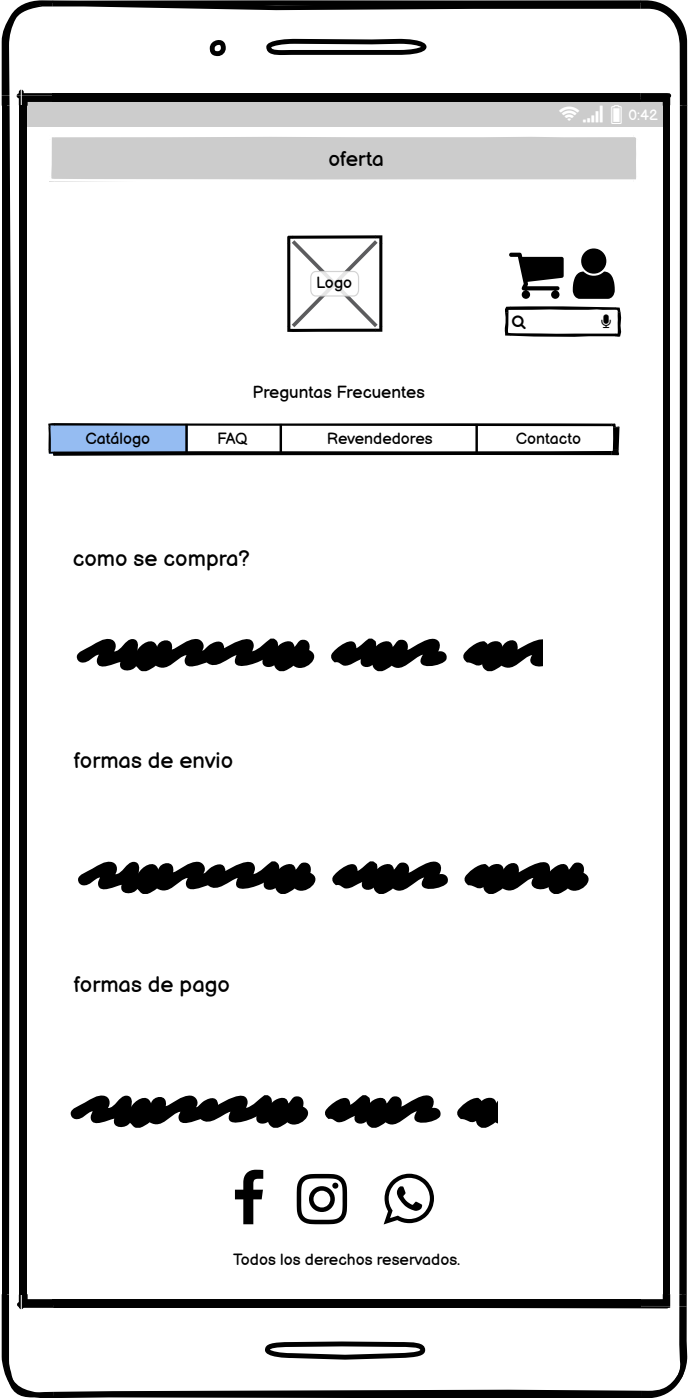 0:42
oferta
Logo
Preguntas Frecuentes
Catálogo FAQ Revendedores Contacto
como se compra?
formas de envio
formas de pago
Todos los derechos reservados.